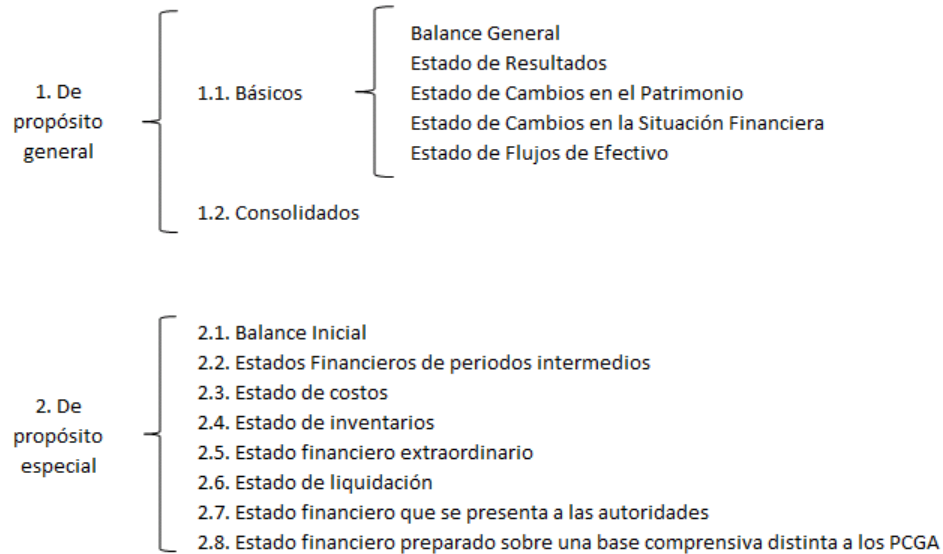 1. De
propósito
general
1.1. Básicos
Balance General
Estado de Resultados
Estado de Cambios en el Patrimonio
Estado de Cambios en la Situación Financiera
Estado de Flujos de Efectivo
1.2. Consolidados
2. De
propósito
especial
2.1. Balance Inicial
2.2. Estados Financieros de periodos intermedios
2.3. Estado de costos
2.4. Estado de inventarios
2.5. Estado financiero extraordinario
2.6. Estado de liquidación
2.7. Estado financiero que se presenta a las autoridades
2.8. Estado financiero preparado sobre una base comprensiva distinta a los PCGA